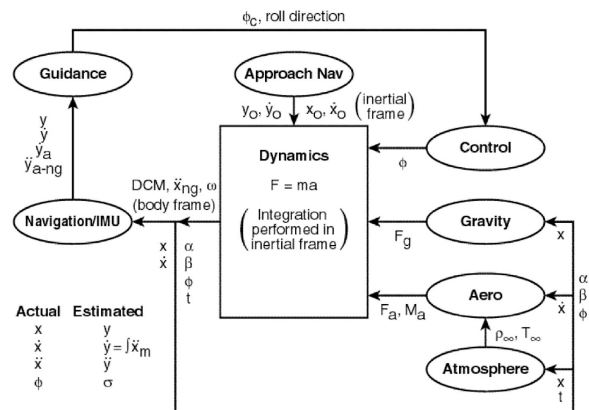 ϕc, roll direction
Guidance
Approach Nav
y
ẏ
ÿa
ÿa-ng
yo, ẏo
xo, ẋo (inertial frame)
Control
Dynamics
ϕ
F = ma
DCM, ẍng, ω
(body frame)
(Integration
performed in
inertial frame)
Navigation/IMU
Gravity
Fg
x
x
ẋ
α
β
ϕ
t
Aero
Fa, Ma
ẋ
α
β
ϕ
ρ∞, T∞
Atmosphere
x
t
Actual Estimated
x y
ẋ ẏ = ∫ẍm
ẍ ÿ
ϕ σ